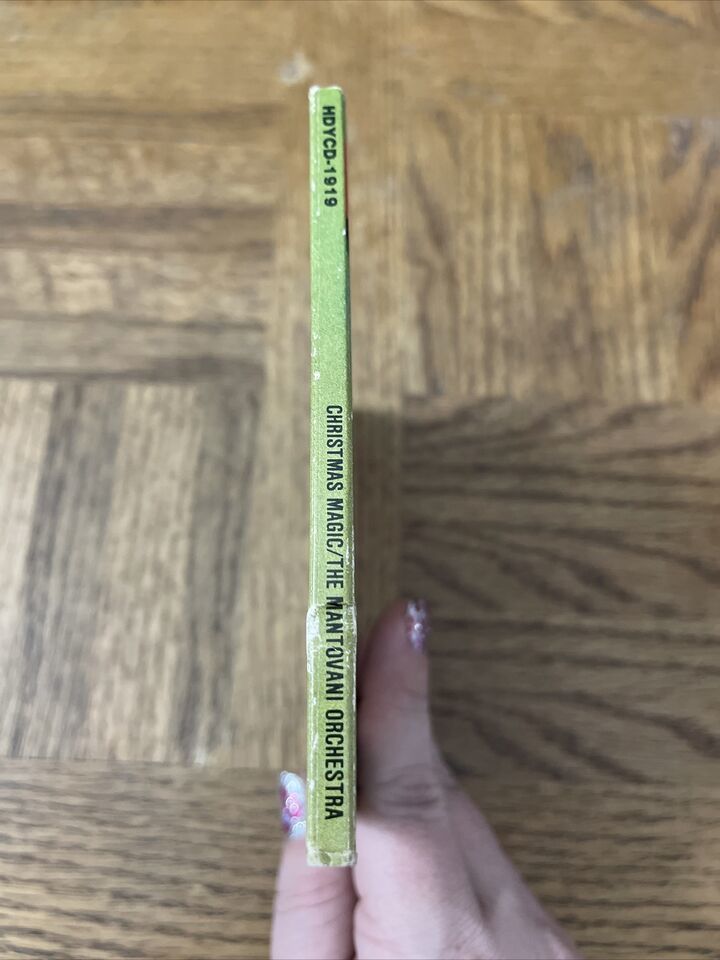 HDYCD-1919
CHRISTMAS MAGIC/THE MANTOVANI ORCHESTRA